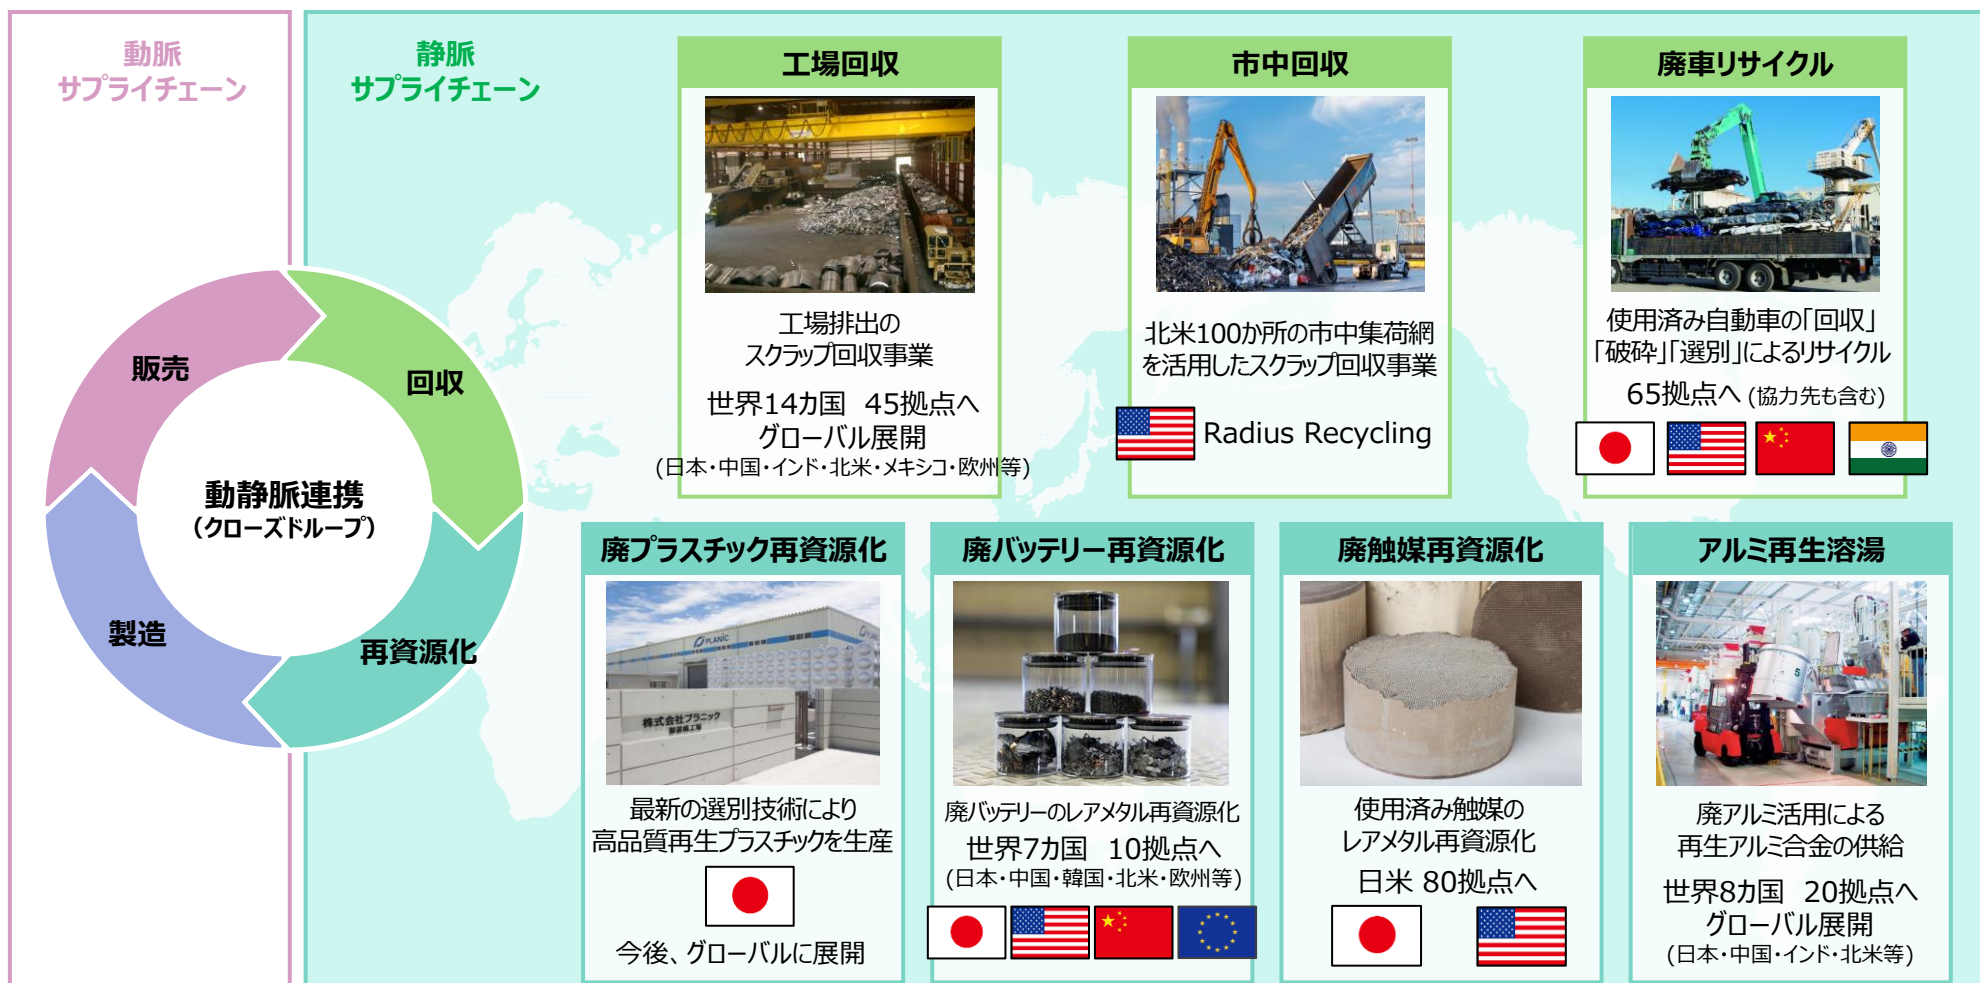 動脈
サプライチェーン
静脈
サプライチェーン
販売
回収
製造
再資源化
動静脈連携
（クローズドループ）
工場回収
工場排出の
スクラップ回収事業
世界14カ国 45拠点へ
グローバル展開
(日本・中国・インド・北米・メキシコ・欧州等)
市中回収
北米100か所の市中集荷網
を活用したスクラップ回収事業
Radius Recycling
廃車リサイクル
使用済み自動車の「回収」
「破砕」「選別」によるリサイクル
65拠点へ (協力先も含む)
廃プラスチック再資源化
PLANIC
株式会社プラニック
最新の選別技術により
高品質再生プラスチックを生産
今後、グローバルに展開
廃バッテリー再資源化
廃バッテリーのレアメタル再資源化
世界7カ国 10拠点へ
(日本・中国・韓国・北米・欧州等)
廃触媒再資源化
使用済み触媒の
レアメタル再資源化
日米 80拠点へ
アルミ再生溶湯
5
廃アルミ活用による
再生アルミ合金の供給
世界8カ国 20拠点へ
グローバル展開
(日本・中国・インド・北米等)